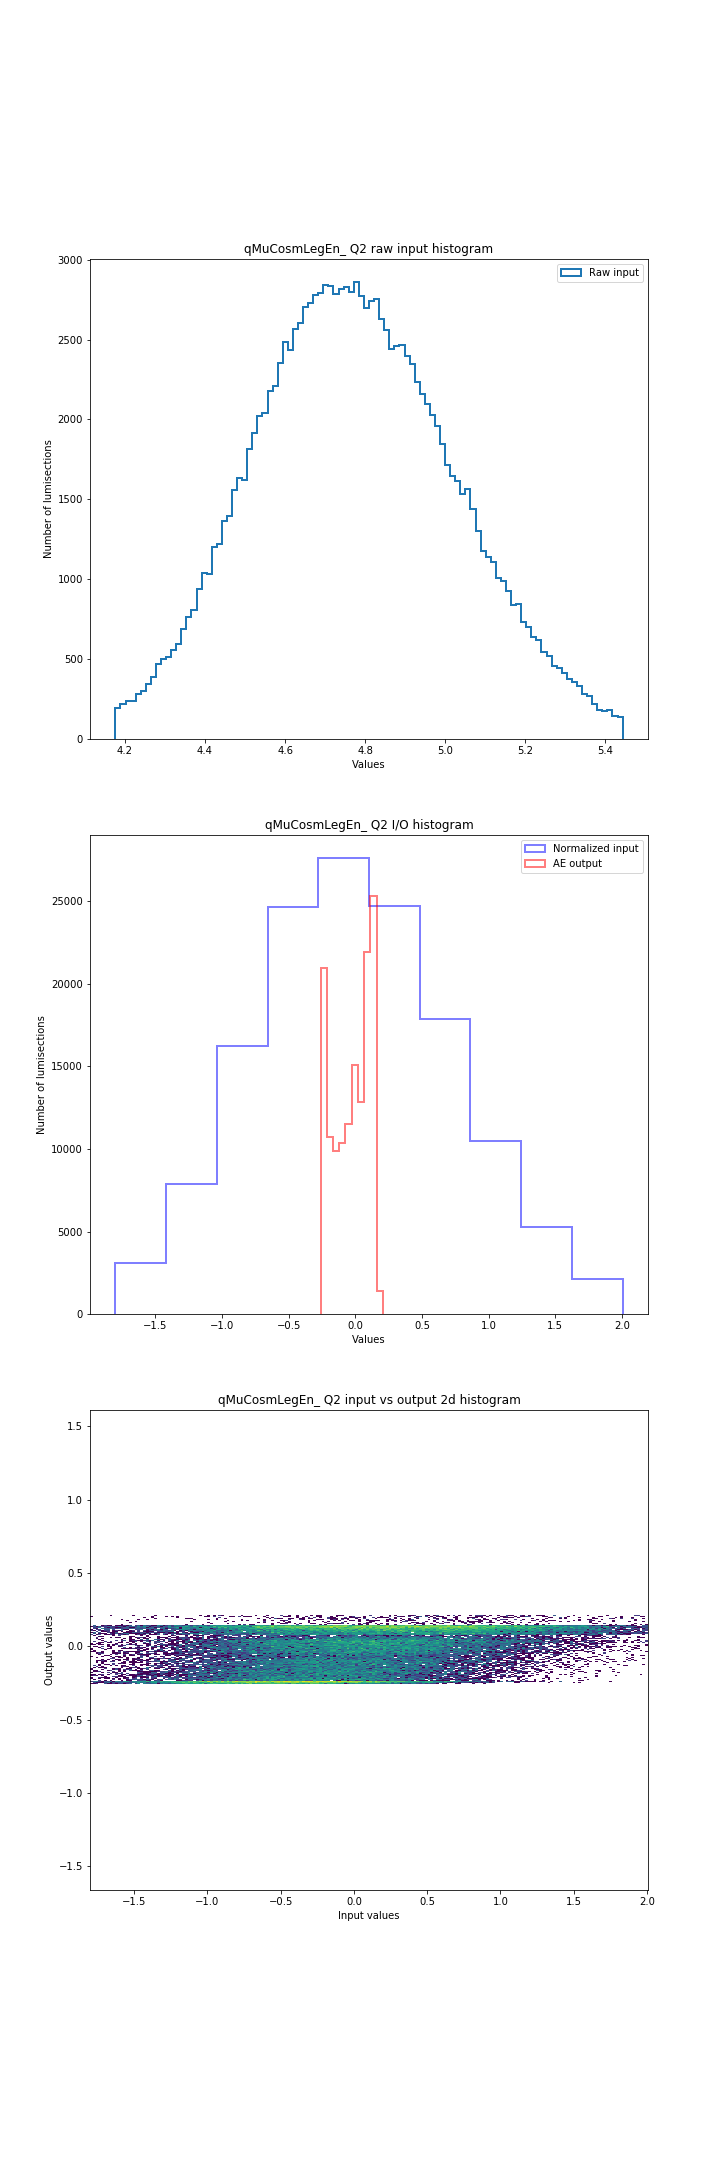 qMuCosmLegEn_ Q2 raw input histogram
3000
Raw input
2500
2000
1500
1000
500
0
Number of lumisections
4.2 4.4 4.6 4.8 5.0 5.2 5.4
Values
qMuCosmLegEn_ Q2 I/O histogram
Normalized input
AE output
25000
20000
15000
10000
5000
0
Number of lumisections
−1.5 −1.0 −0.5 0.0 0.5 1.0 1.5 2.0
Values
qMuCosmLegEn_ Q2 input vs output 2d histogram
1.5
1.0
0.5
0.0
−0.5
−1.0
−1.5
Output values
−1.5 −1.0 −0.5 0.0 0.5 1.0 1.5 2.0
Input values